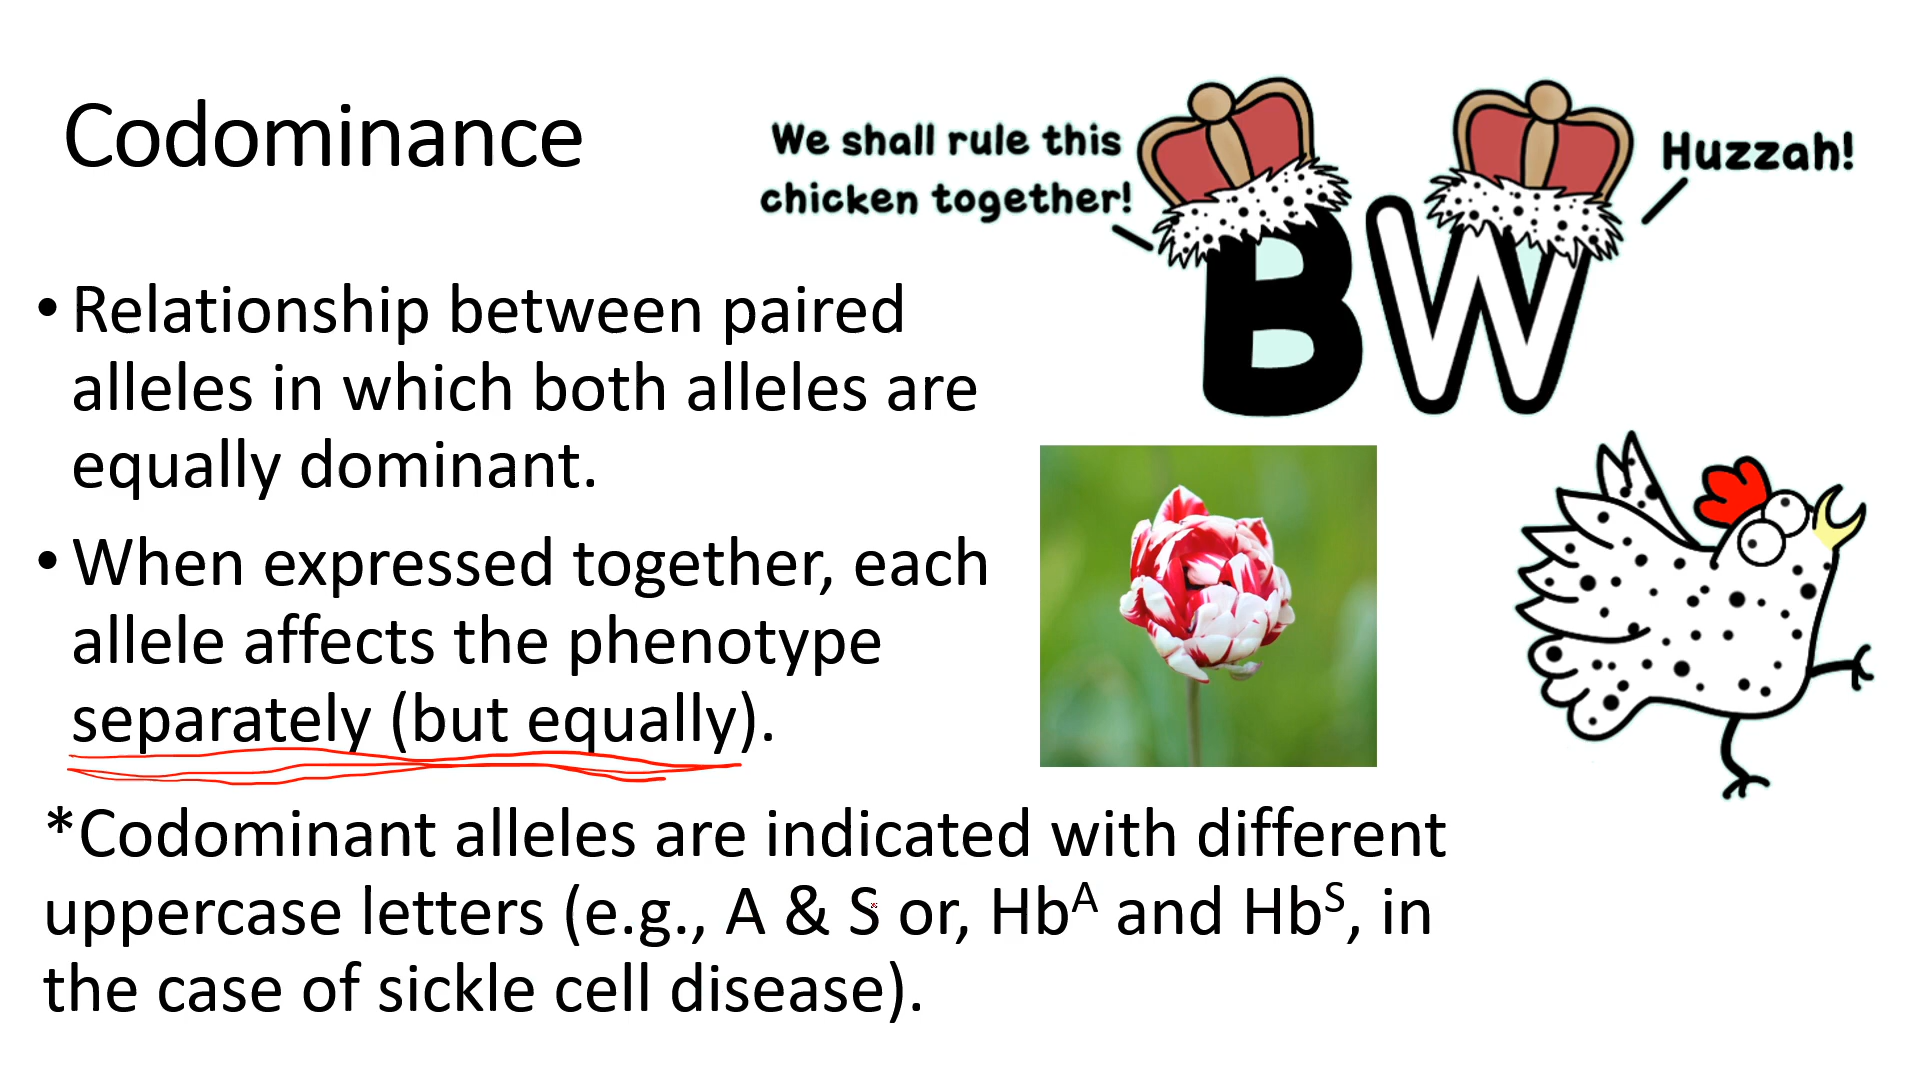 Codominance
We shall rule this
chicken together!
Huzzah!
BW
• Relationship between paired
alleles in which both alleles are
equally dominant.
• When expressed together, each
allele affects the phenotype
separately (but equally).
*Codominant alleles are indicated with different
uppercase letters (e.g., A & S or, Hbᴬ and Hbˢ, in
the case of sickle cell disease).